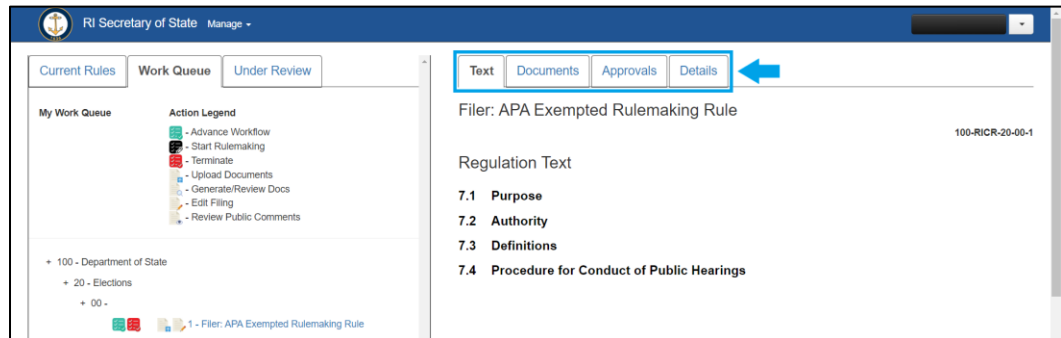 RI Secretary of State Manage
Current Rules Work Queue Under Review
My Work Queue
Action Legend
- Advance Workflow
- Start Rulemaking
- Terminate
- Upload Documents
- Generate/Review Docs
- Edit Filing
- Review Public Comments
+ 100 - Department of State
+ 20 - Elections
+ 00 -
1 - Filer: APA Exempted Rulemaking Rule
Text Documents Approvals Details
Filer: APA Exempted Rulemaking Rule
100-RICR-20-00-1
Regulation Text
7.1 Purpose
7.2 Authority
7.3 Definitions
7.4 Procedure for Conduct of Public Hearings